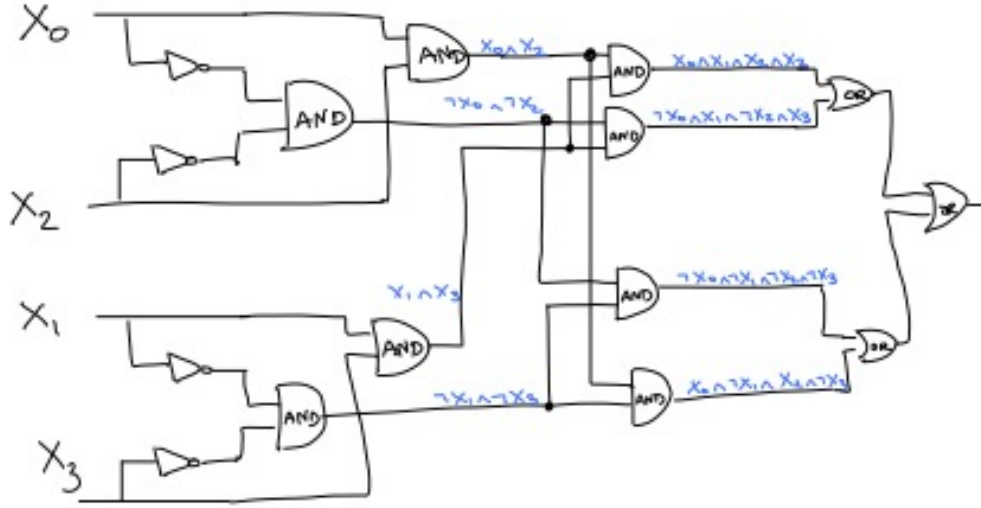 X₀
AND
X₀∧X₂
AND
X₀∧X₁∧X₂∧X₃
OR
¬X₀∧¬X₂
AND
AND
¬X₀∧X₁∧¬X₂∧X₃
X₂
OR
X₁∧X₃
AND
¬X₀∧¬X₁∧¬X₂∧¬X₃
X₁
AND
OR
AND
¬X₁∧¬X₃
AND
X₀∧¬X₁∧X₂∧¬X₃
X₃